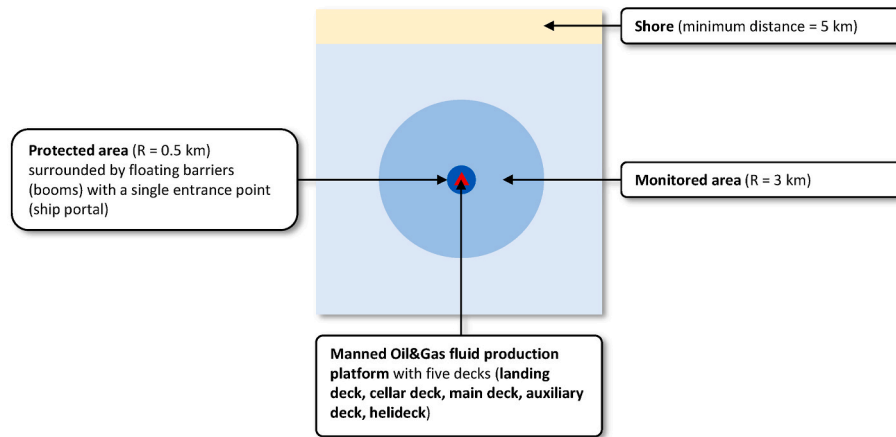 Shore (minimum distance = 5 km)
Protected area (R = 0.5 km)
surrounded by floating barriers
(booms) with a single entrance point
(ship portal)
Monitored area (R = 3 km)
Manned Oil&Gas fluid production
platform with five decks (landing
deck, cellar deck, main deck, auxiliary
deck, helideck)